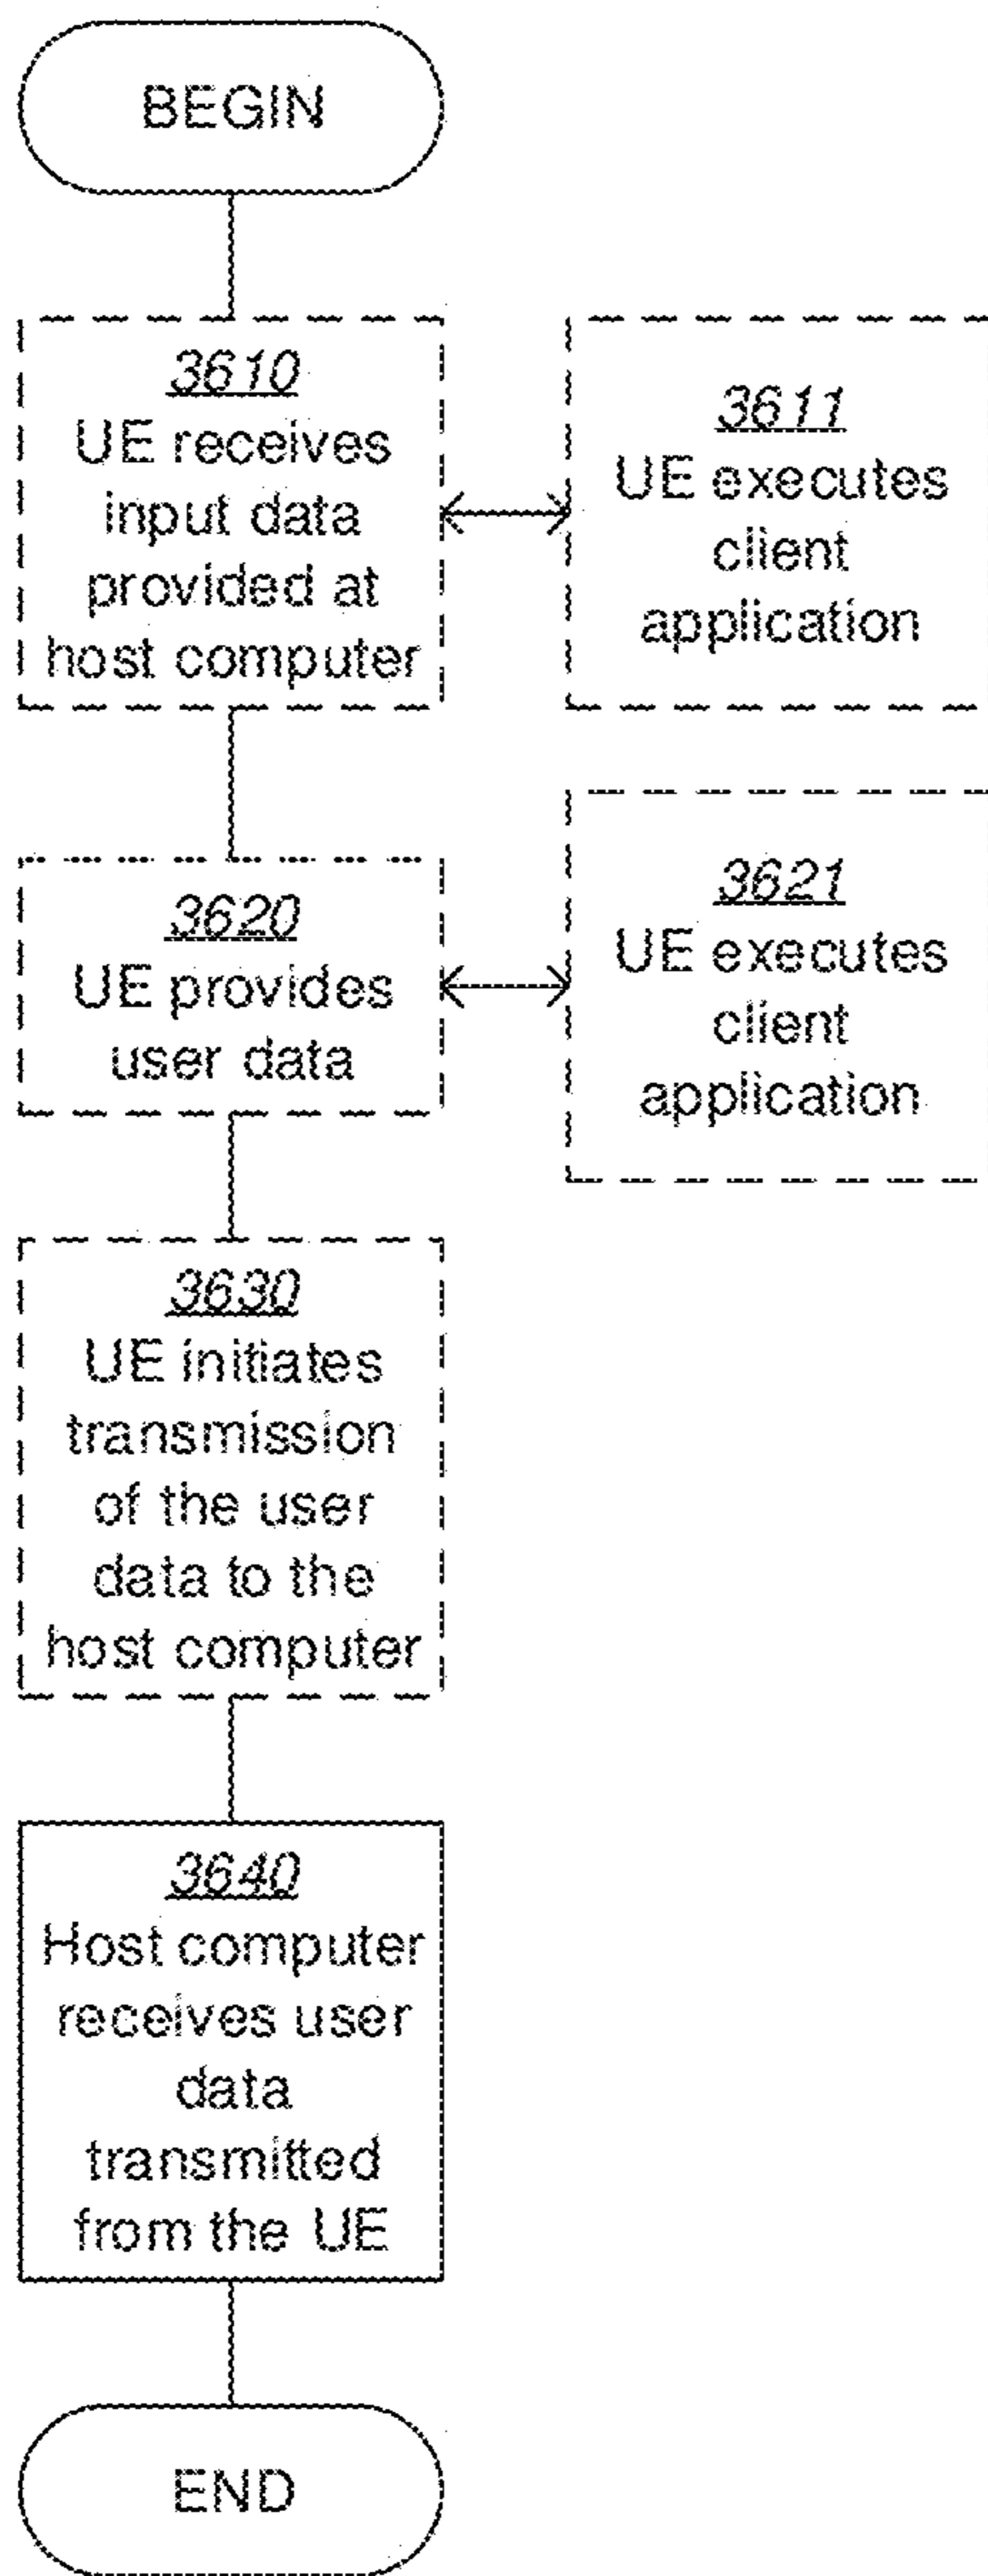 BEGIN
3610
UE receives
input data
provided at
host computer
3611
UE executes
client
application
3620
UE provides
user data
3621
UE executes
client
application
3630
UE initiates
transmission
of the user
data to the
host computer
3640
Host computer
receives user
data
transmitted
from the UE
END